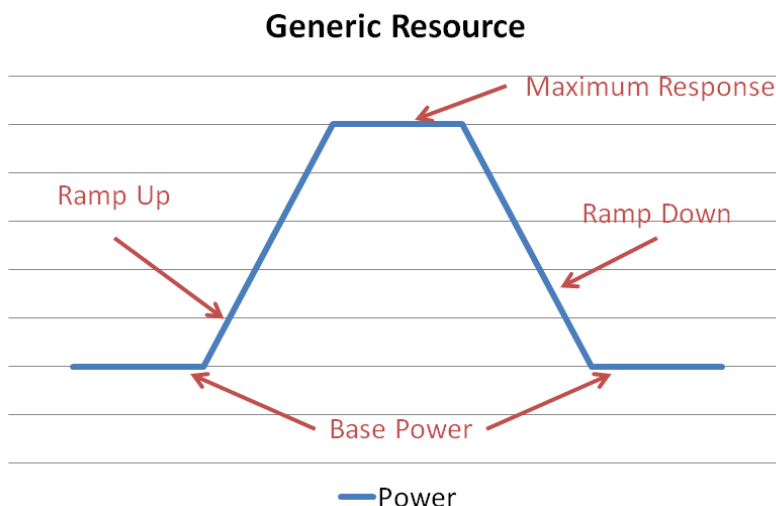 Generic Resource
Maximum Response
Ramp Up
Ramp Down
Base Power
Power